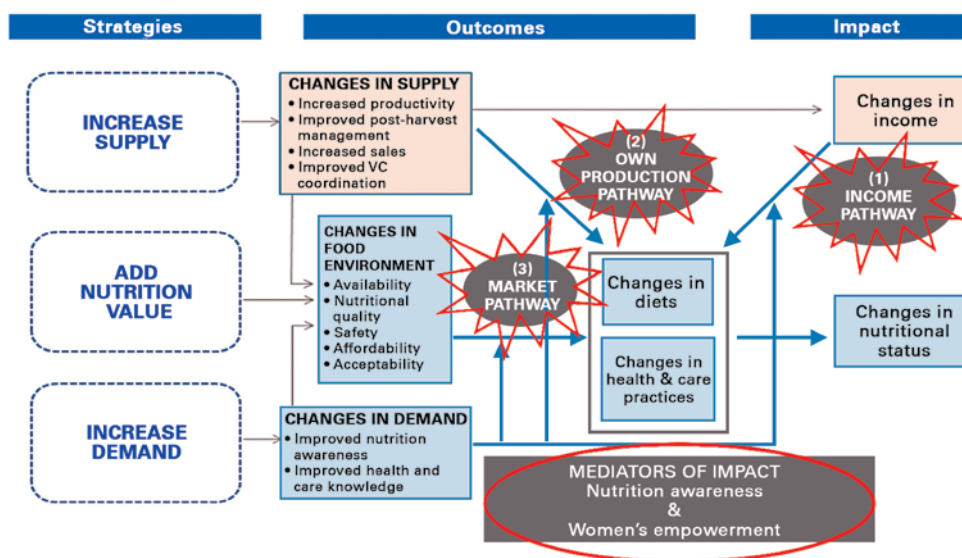 Strategies
Outcomes
Impact
INCREASE
SUPPLY
CHANGES IN SUPPLY
• Increased productivity
• Improved post-harvest
management
• Increased sales
• Improved VC
coordination
(2)
OWN
PRODUCTION
PATHWAY
Changes in
income
(1)
INCOME
PATHWAY
ADD
NUTRITION
VALUE
CHANGES IN
FOOD
ENVIRONMENT
• Availability
• Nutritional
quality
• Safety
• Affordability
• Acceptability
(3)
MARKET
PATHWAY
Changes in
diets
Changes in
health & care
practices
Changes in
nutritional
status
INCREASE
DEMAND
CHANGES IN DEMAND
• Improved nutrition
awareness
• Improved health and
care knowledge
MEDIATORS OF IMPACT
Nutrition awareness
&
Women's empowerment